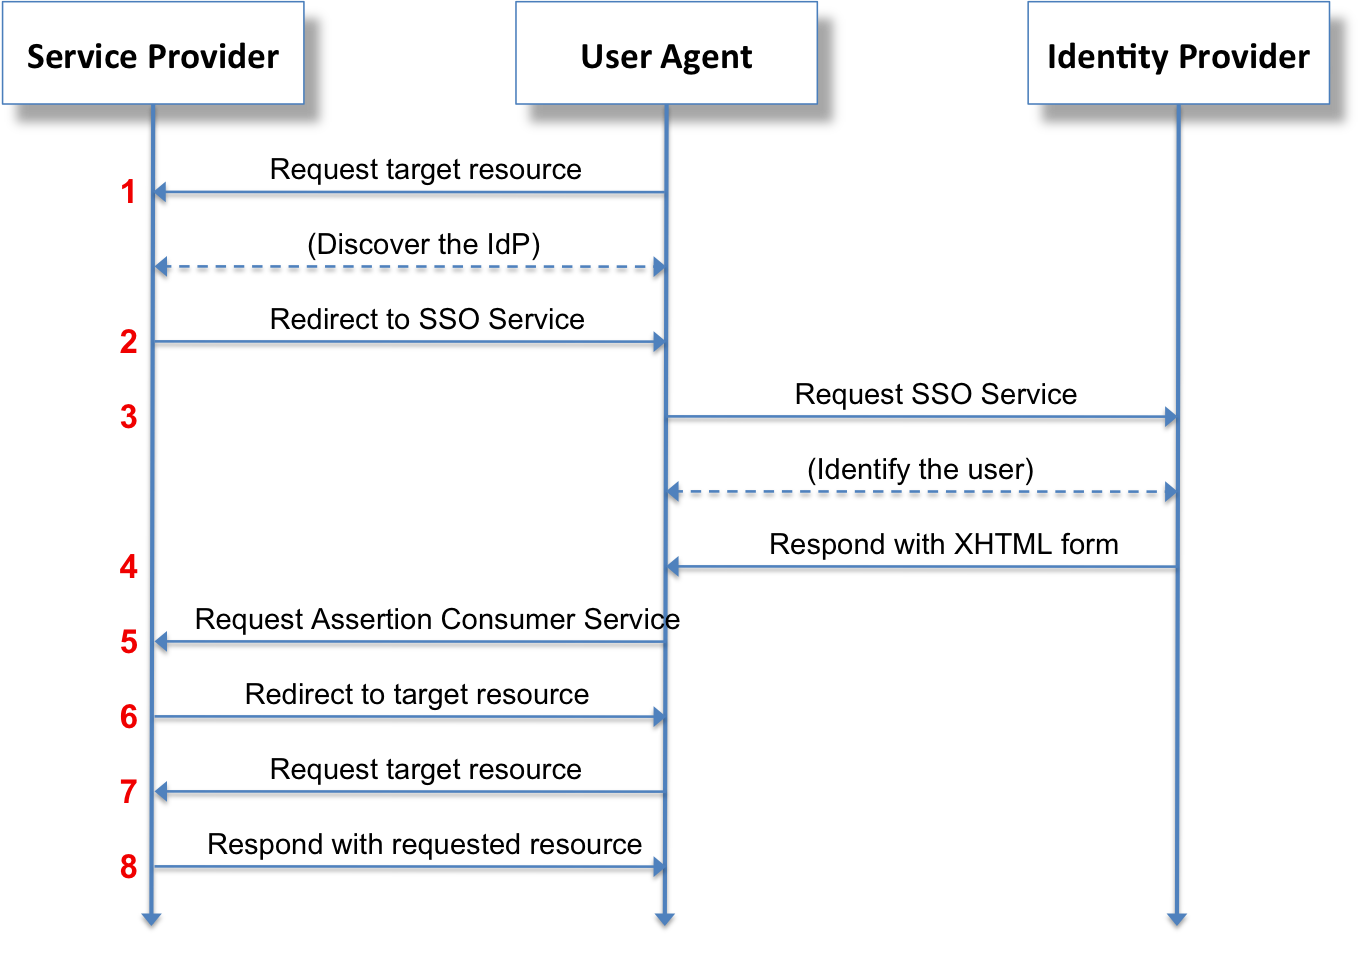 Service Provider
User Agent
Identity Provider
Request target resource
1
(Discover the IdP)
Redirect to SSO Service
2
Request SSO Service
3
(Identify the user)
Respond with XHTML form
4
Request Assertion Consumer Service
5
Redirect to target resource
6
Request target resource
7
Respond with requested resource
8